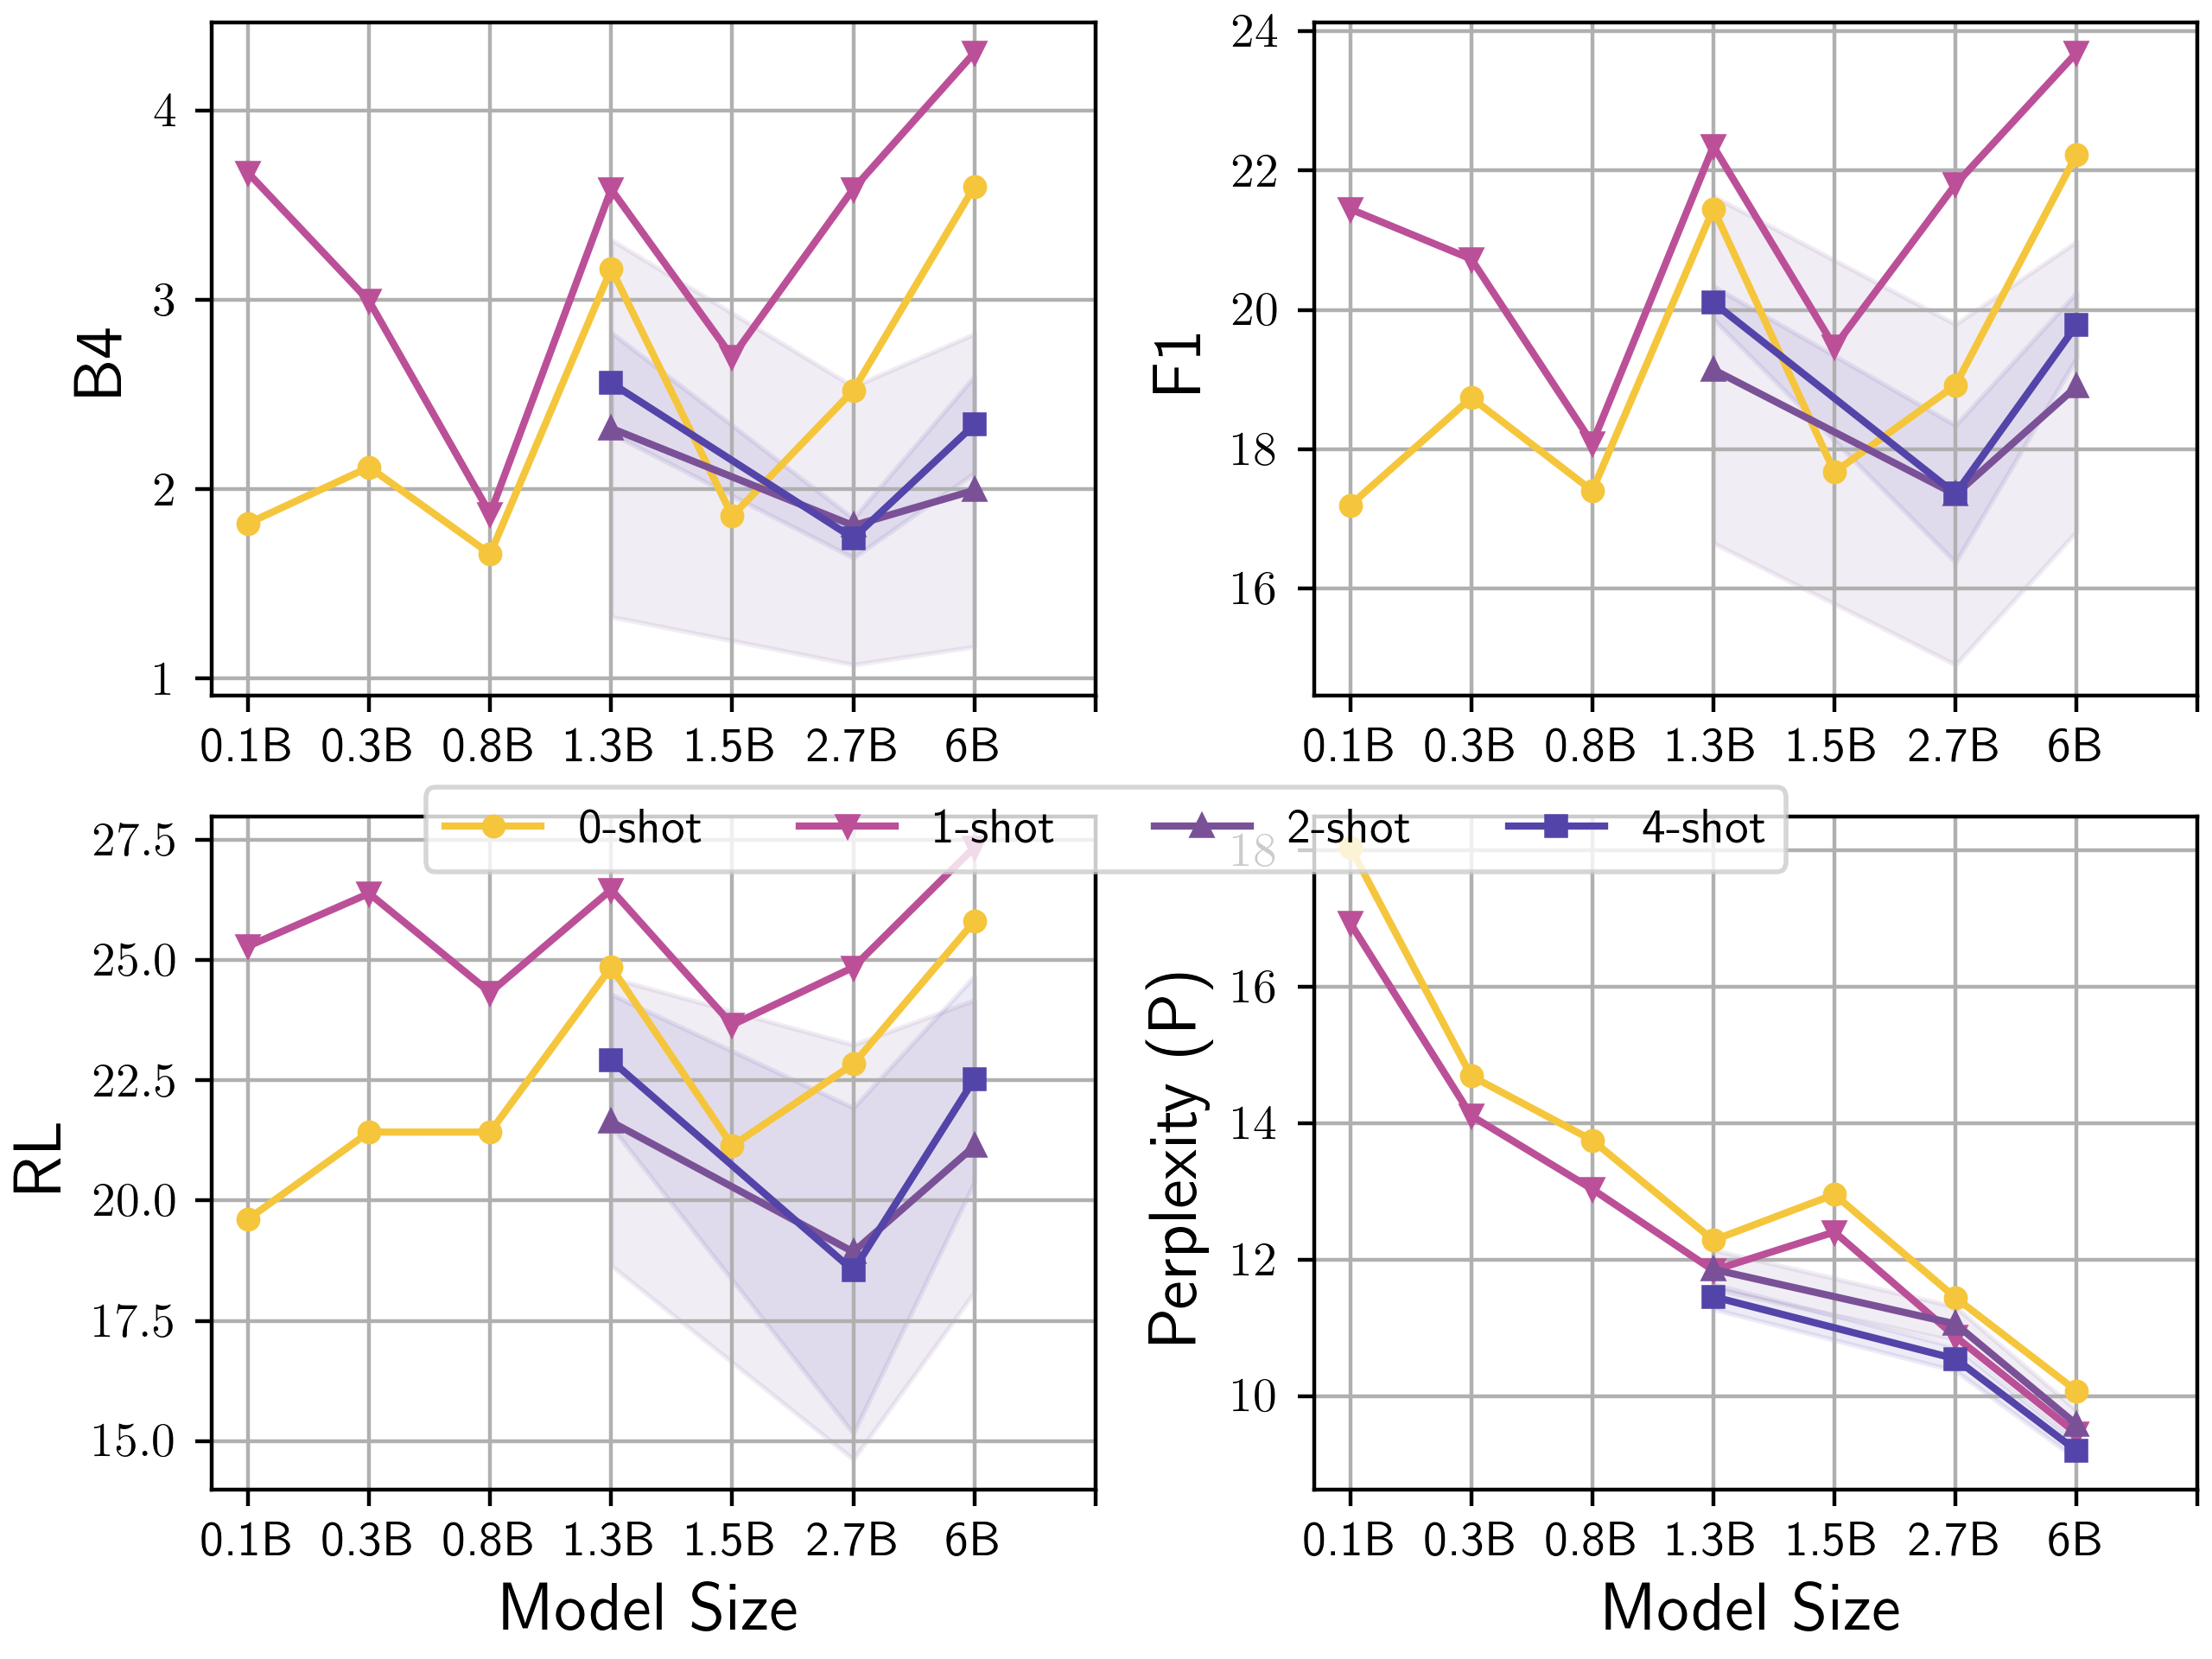 B4
4
3
2
1
0.1B 0.3B 0.8B 1.3B 1.5B 2.7B 6B
F1
24
22
20
18
16
0.1B 0.3B 0.8B 1.3B 1.5B 2.7B 6B
0-shot 1-shot 2-shot 4-shot
RL
27.5
25.0
22.5
20.0
17.5
15.0
0.1B 0.3B 0.8B 1.3B 1.5B 2.7B 6B
Model Size
Perplexity (P)
18
16
14
12
10
0.1B 0.3B 0.8B 1.3B 1.5B 2.7B 6B
Model Size